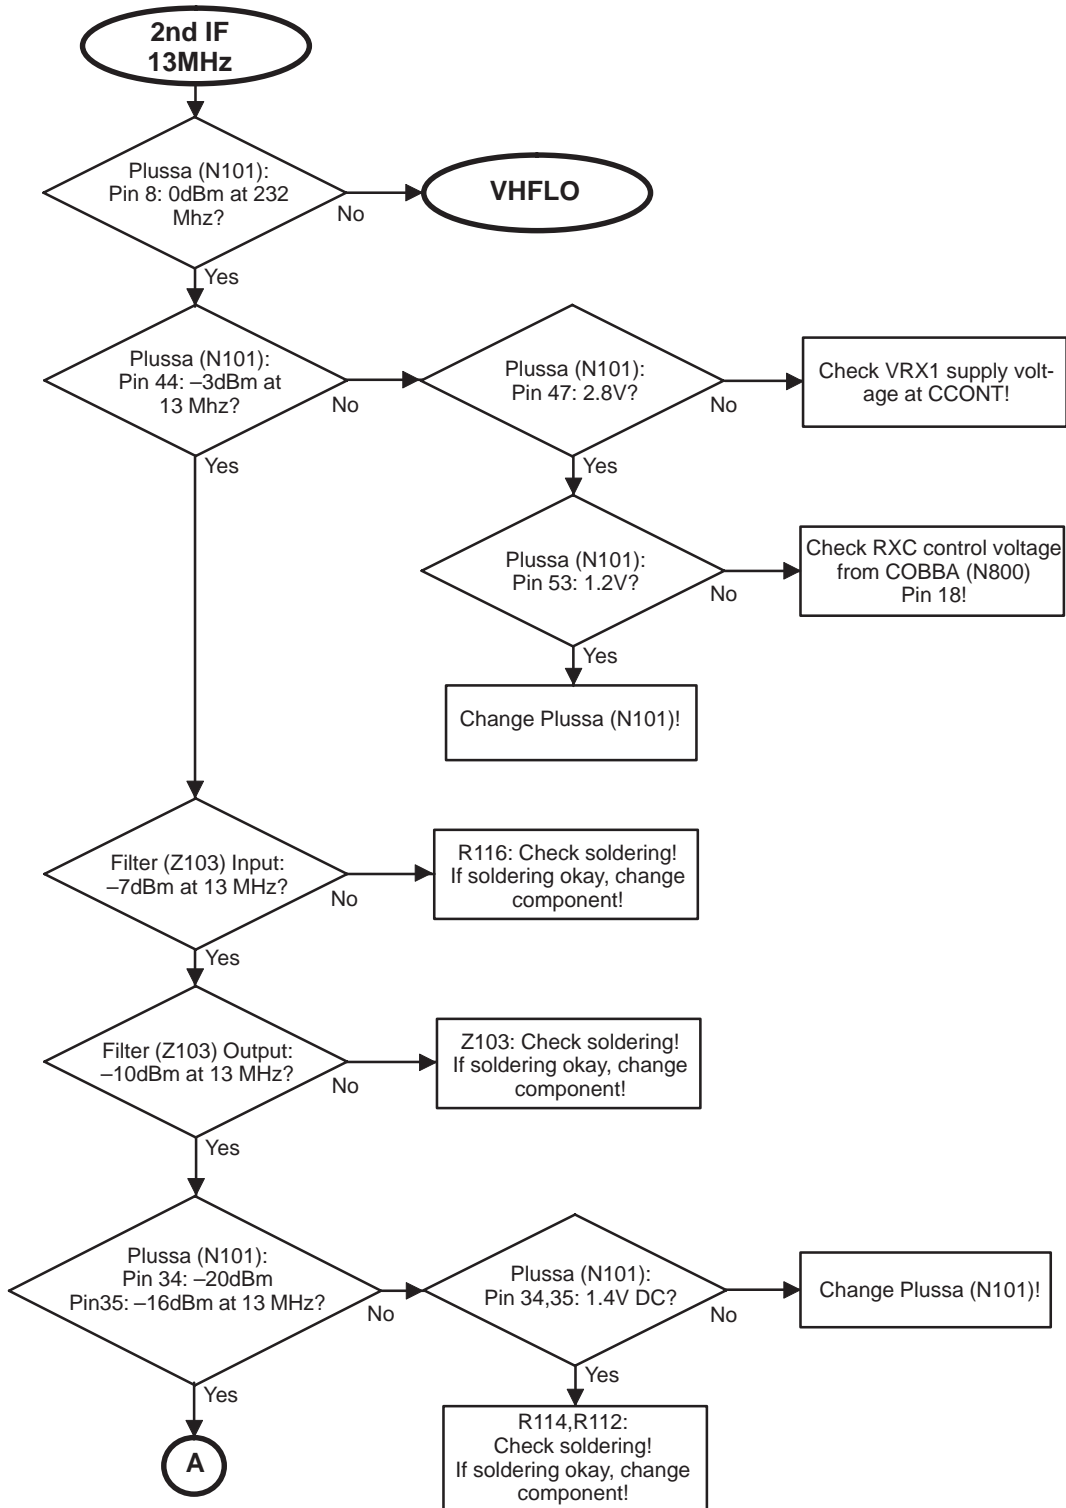 2nd IF
13MHz
Plussa (N101):
Pin 8: 0dBm at 232
Mhz?
No
VHFLO
Yes
Plussa (N101):
Pin 44: –3dBm at
13 Mhz?
No
Plussa (N101):
Pin 47: 2.8V?
No
Check VRX1 supply volt-
age at CCONT!
Yes
Yes
Plussa (N101):
Pin 53: 1.2V?
No
Check RXC control voltage
from COBBA (N800)
Pin 18!
Yes
Change Plussa (N101)!
Filter (Z103) Input:
–7dBm at 13 MHz?
No
R116: Check soldering!
If soldering okay, change
component!
Yes
Filter (Z103) Output:
–10dBm at 13 MHz?
No
Z103: Check soldering!
If soldering okay, change
component!
Yes
Plussa (N101):
Pin 34: –20dBm
Pin35: –16dBm at 13 MHz?
No
Plussa (N101):
Pin 34,35: 1.4V DC?
No
Change Plussa (N101)!
Yes
Yes
A
R114,R112:
Check soldering!
If soldering okay, change
component!